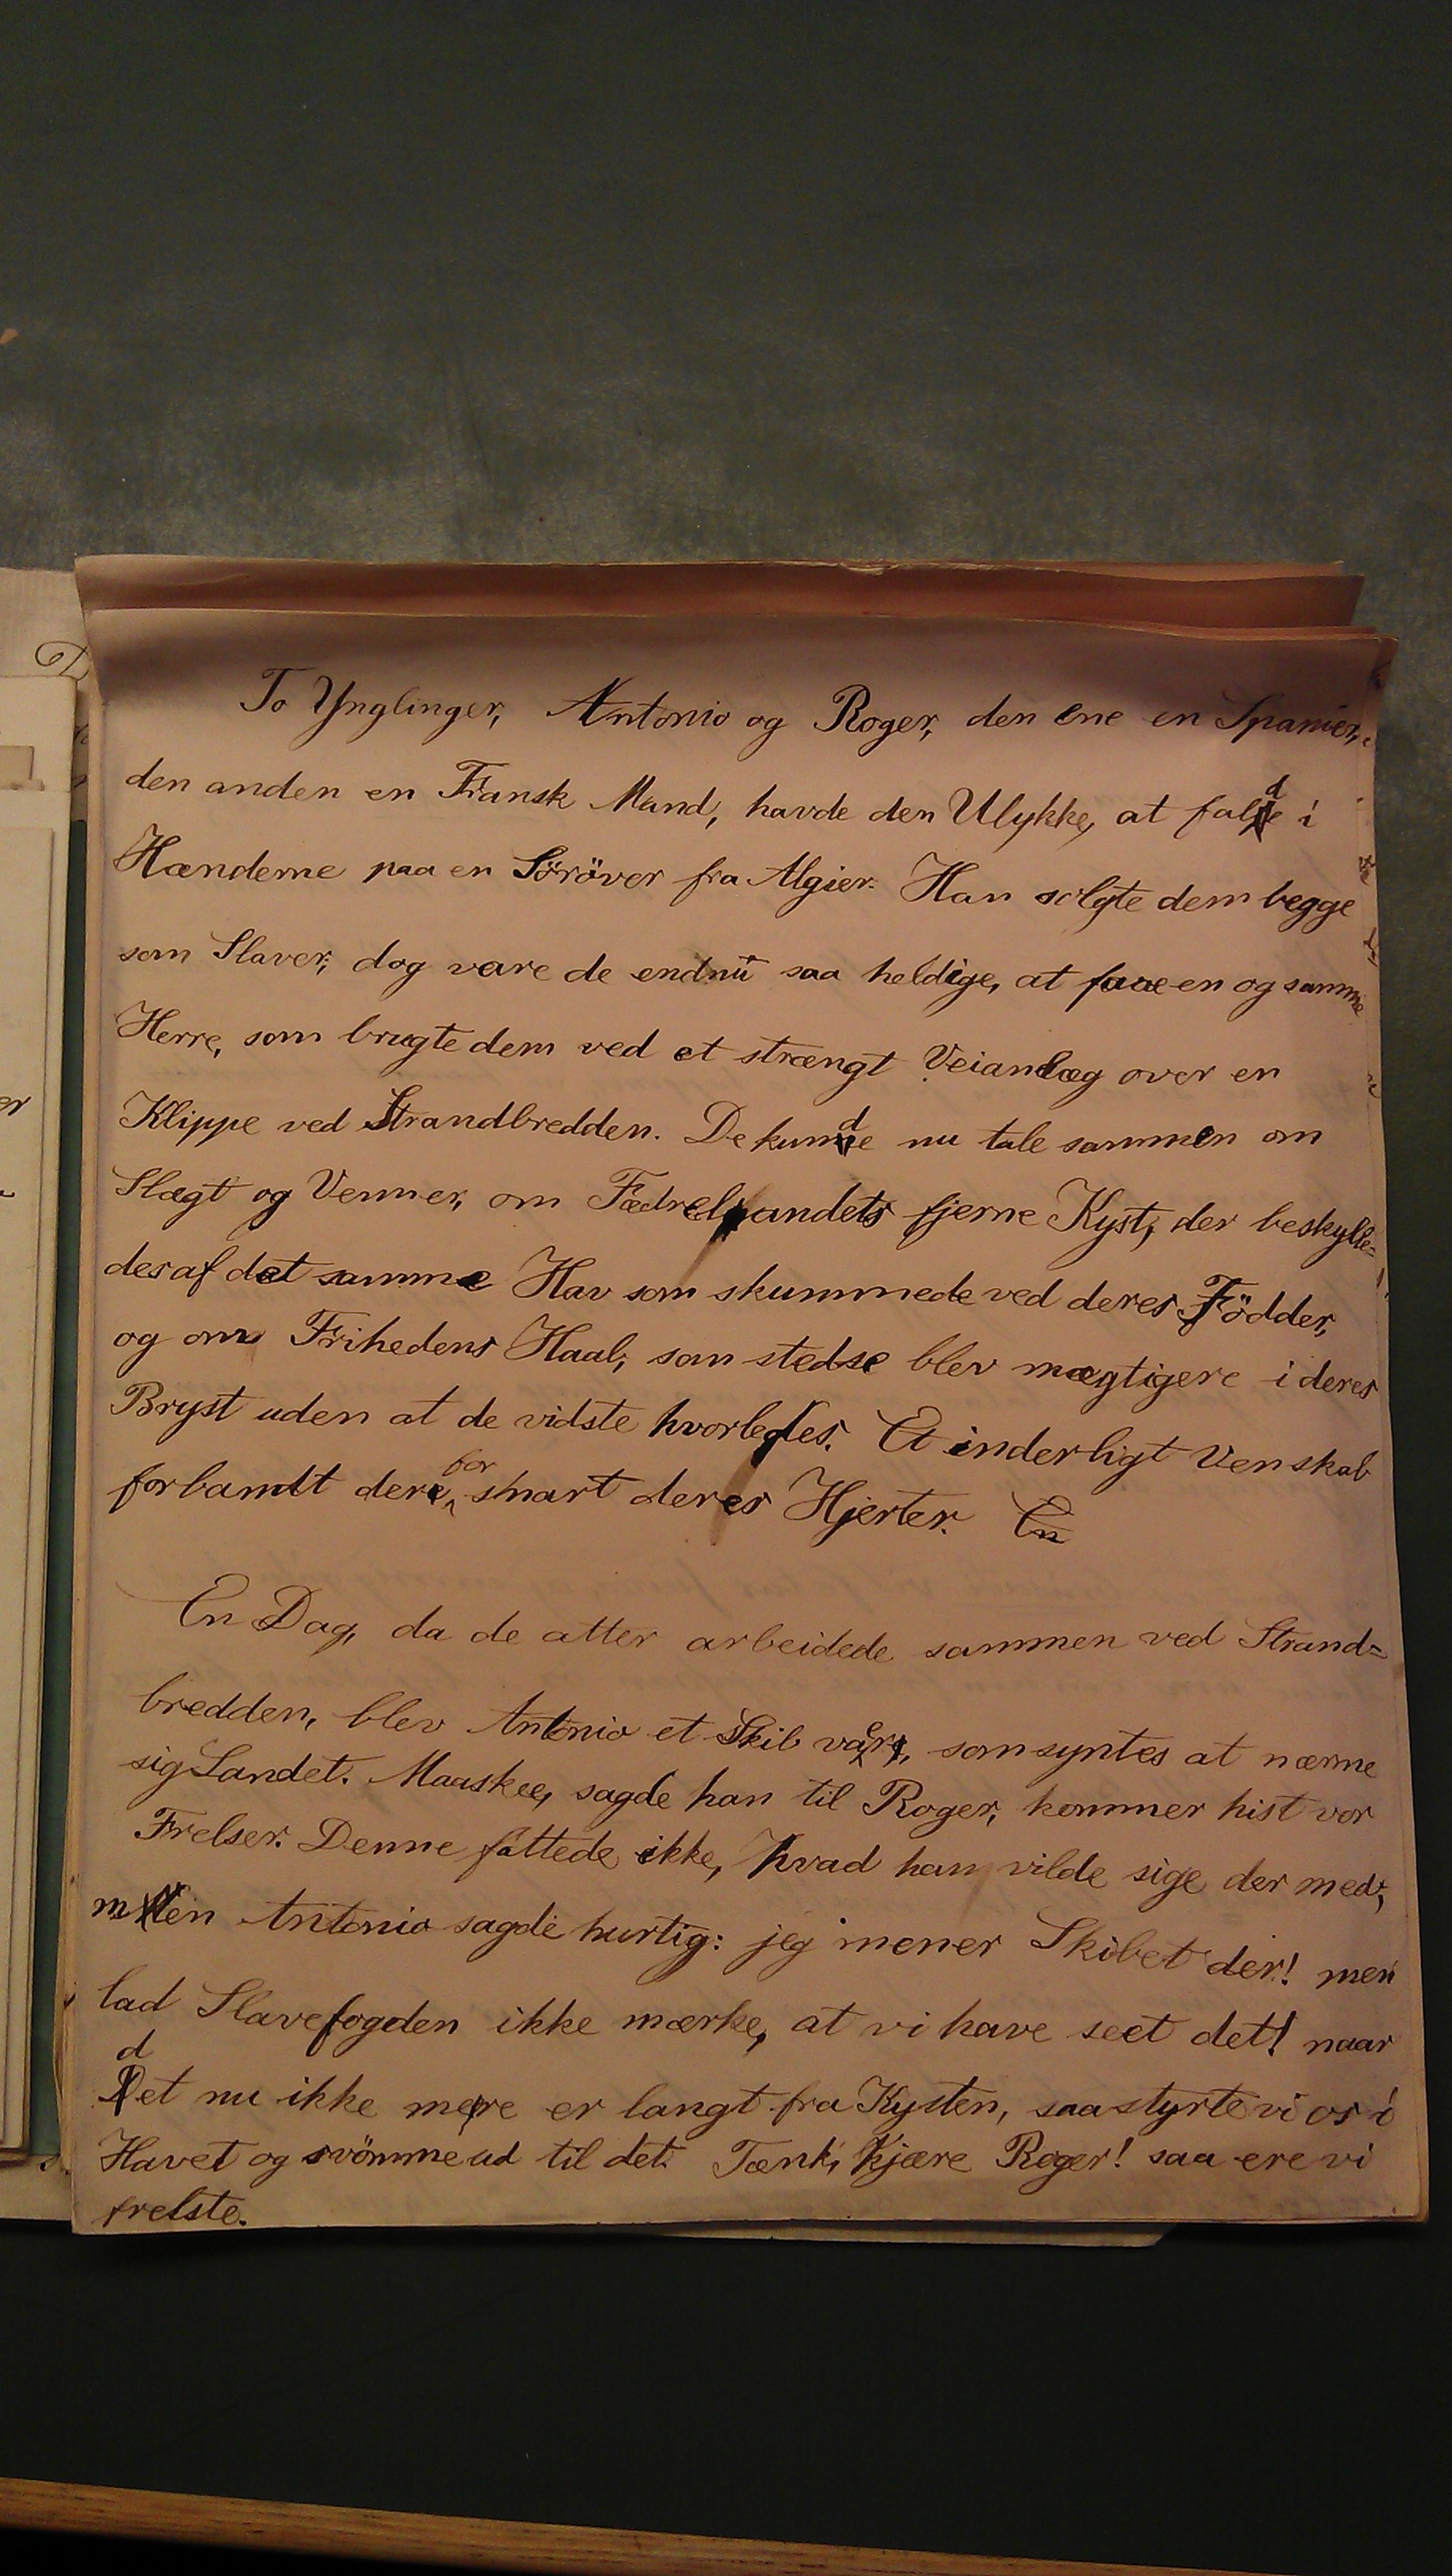 To Ynglinger, Antonio og Roger, den ene en Spanier,
den anden en Fransk Mand, havde den Ulykke, at falde i
Hænderne paa en Söröver fra Algier. Han solgte dem begge
som Slaver; dog vare de endnu saa heldige, at faae en og samme
Herre, som brugte dem ved et strængt Veianlæg over en
Klippe ved Strandbredden. De kunde nu tale sammen om
Slægt og Venner, om Fædrelandets fjerne Kyst, der beskylle=
des af det samme Hav som skummede ved deres Födder,
og om Frihedens Haab, som stedse blev mægtigere i deres
Bryst uden at de vidste hvorledes. Et inderligt Venskab
forbandt derfor snart deres Hjerter. En
En Dag, da de atter arbeidede sammen ved Strand=
bredden, blev Antonio et Skib vaer, som syntes at nærme
sig Landet. Maaskee, sagde han til Roger, kommer hist vor
Frelser. Denne fattede ikke, hvad han vilde sige der med;
men Antonio sagde hurtig: jeg mener Skibet der! men
lad Slavefogden ikke mærke, at vi have seet det! naar
det nu ikke mere er langt fra Kysten, saa styrte vi os i
Havet og svömme ud til det. Tænk, kjære Roger! saa ere vi
frelste.